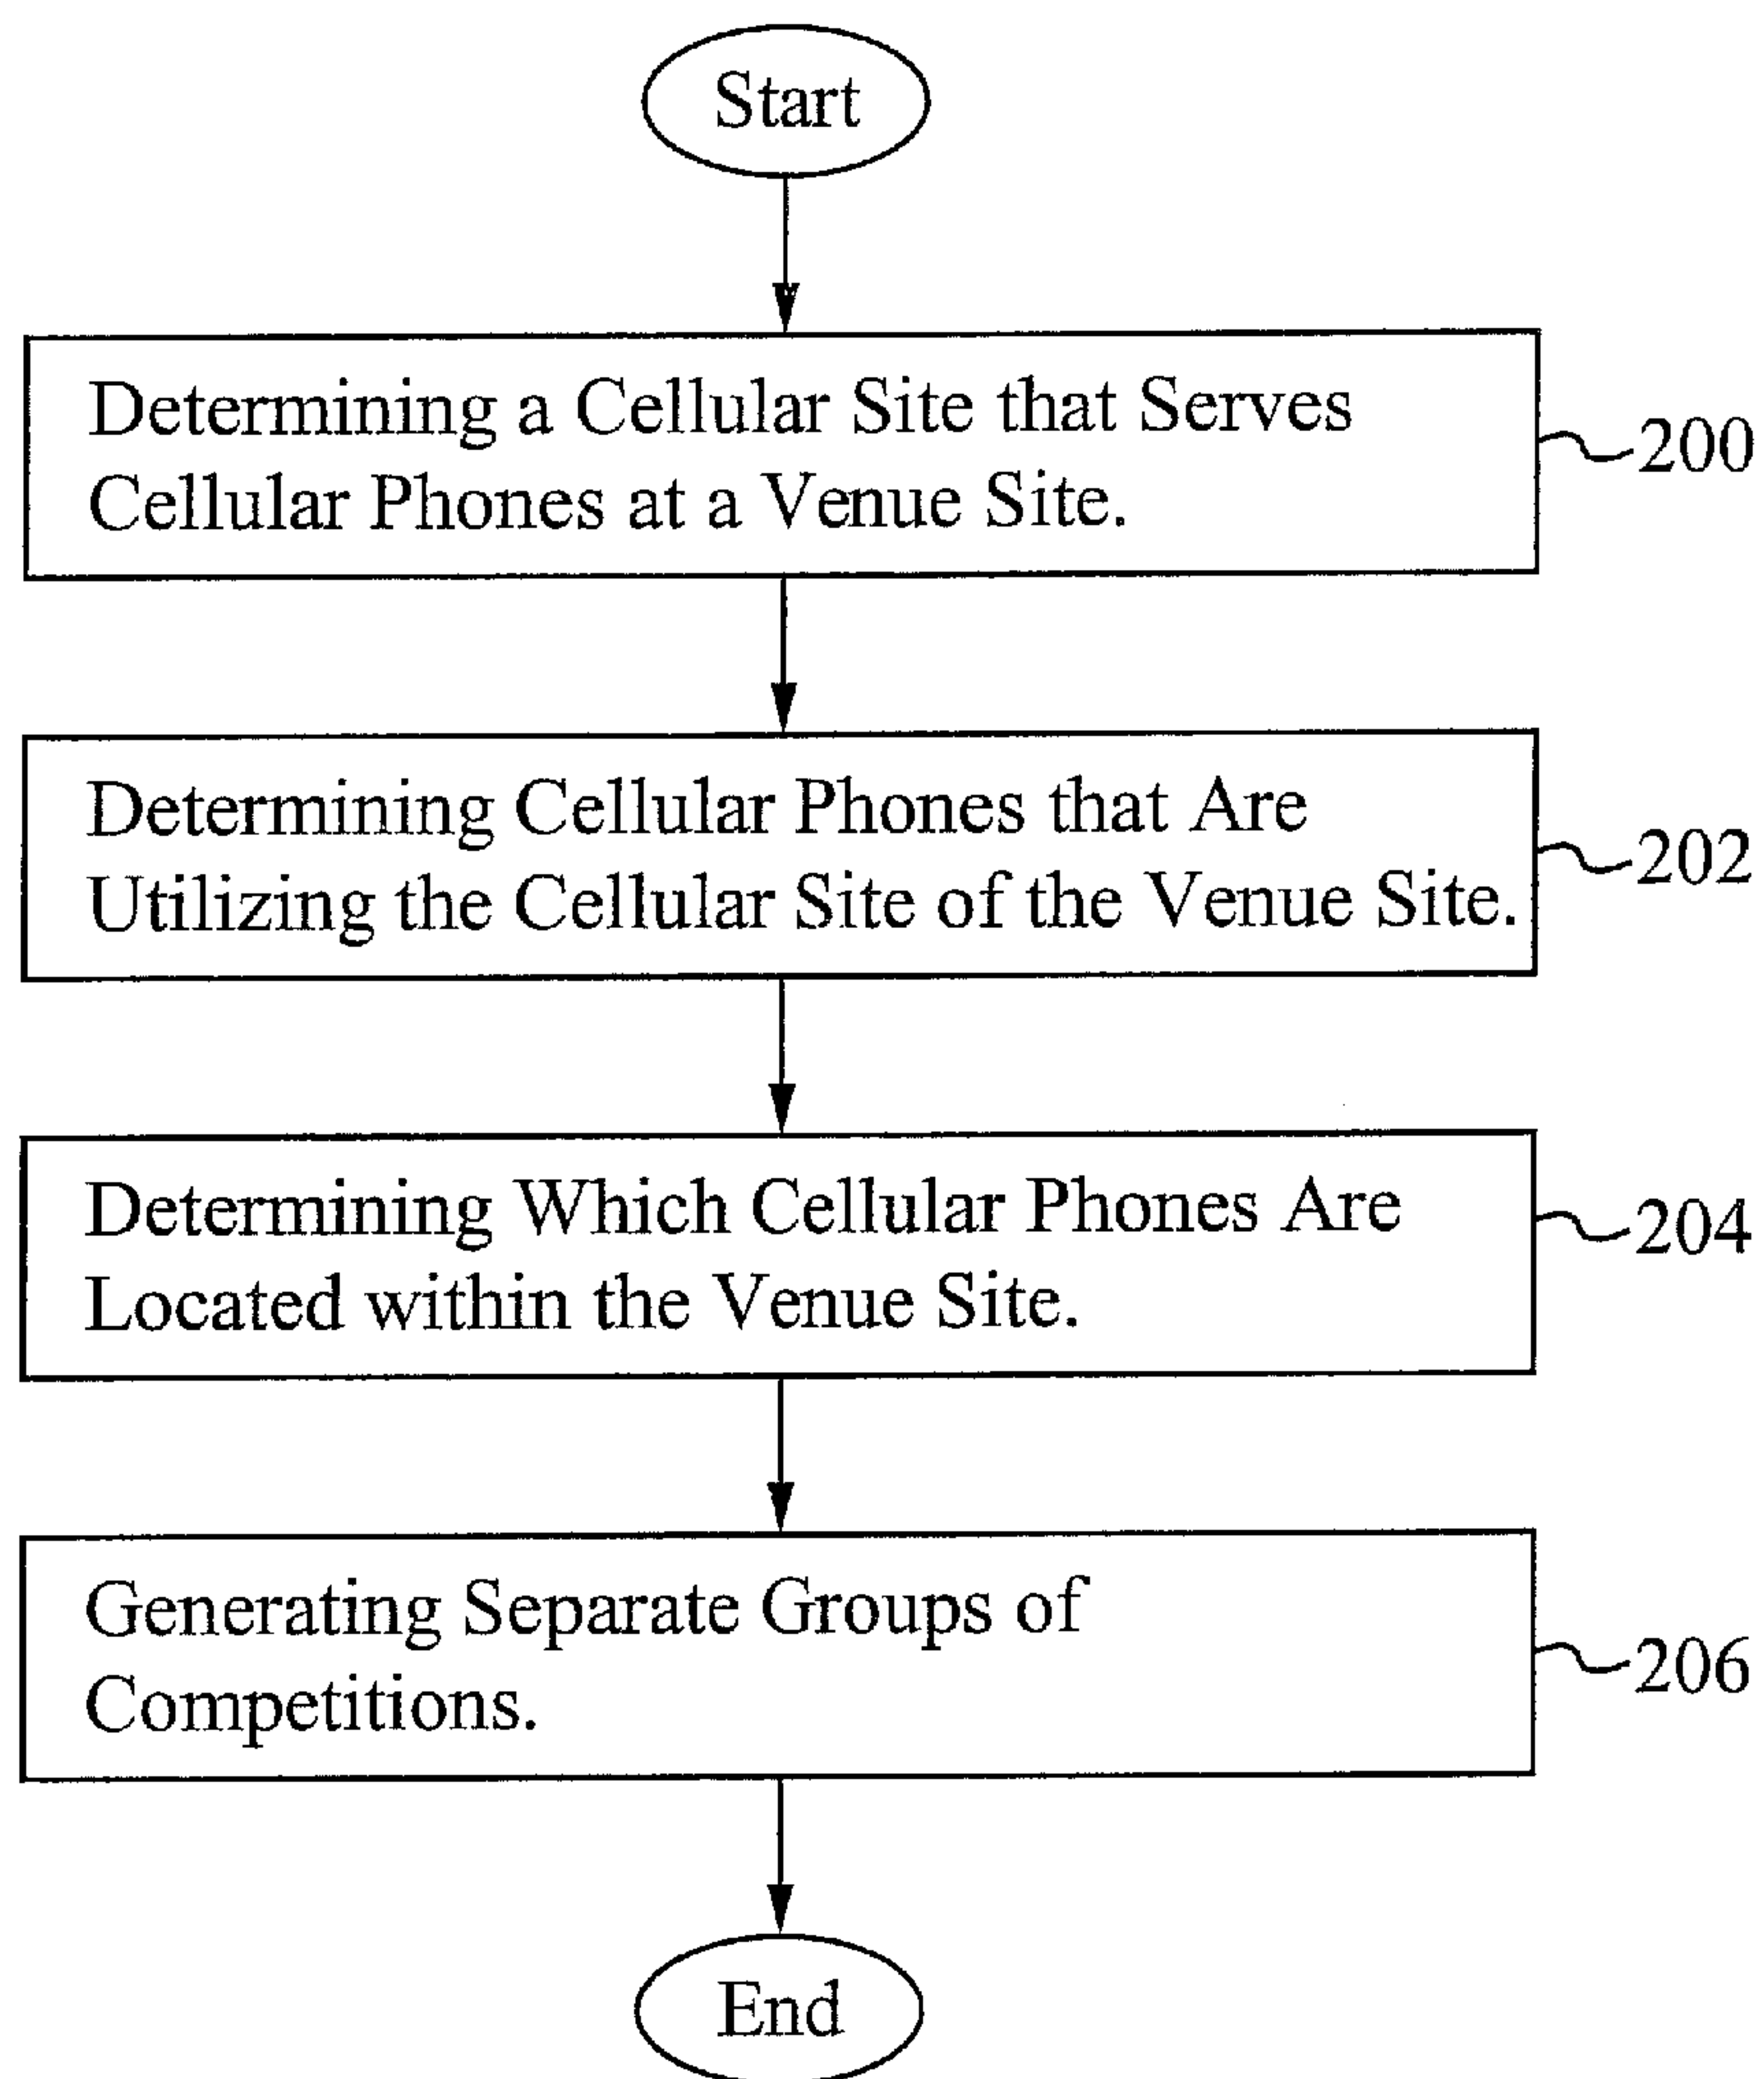 Start
Determining a Cellular Site that Serves
Cellular Phones at a Venue Site.
200
Determining Cellular Phones that Are
Utilizing the Cellular Site of the Venue Site.
202
Determining Which Cellular Phones Are
Located within the Venue Site.
204
Generating Separate Groups of
Competitions.
206
End